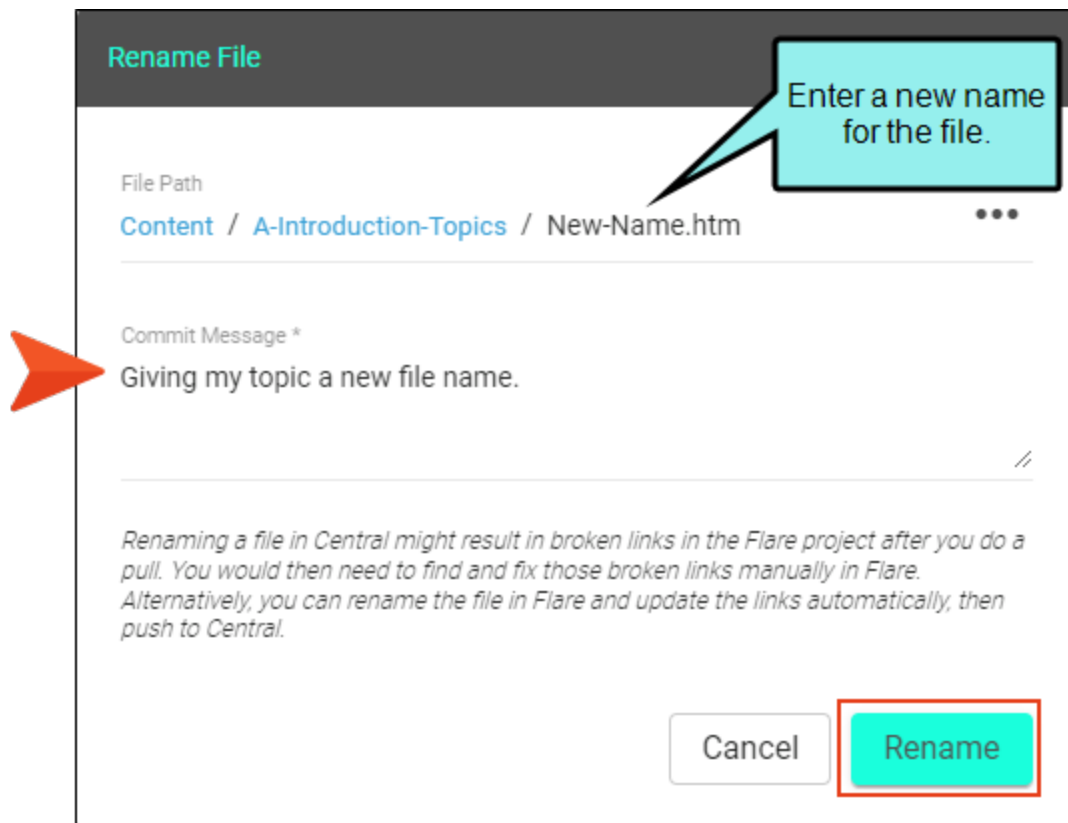 Rename File
Enter a new name
for the file.
File Path
Content / A-Introduction-Topics / New-Name.htm
Commit Message *
Giving my topic a new file name.
Renaming a file in Central might result in broken links in the Flare project after you do a
pull. You would then need to find and fix those broken links manually in Flare.
Alternatively, you can rename the file in Flare and update the links automatically, then
push to Central.
Cancel
Rename